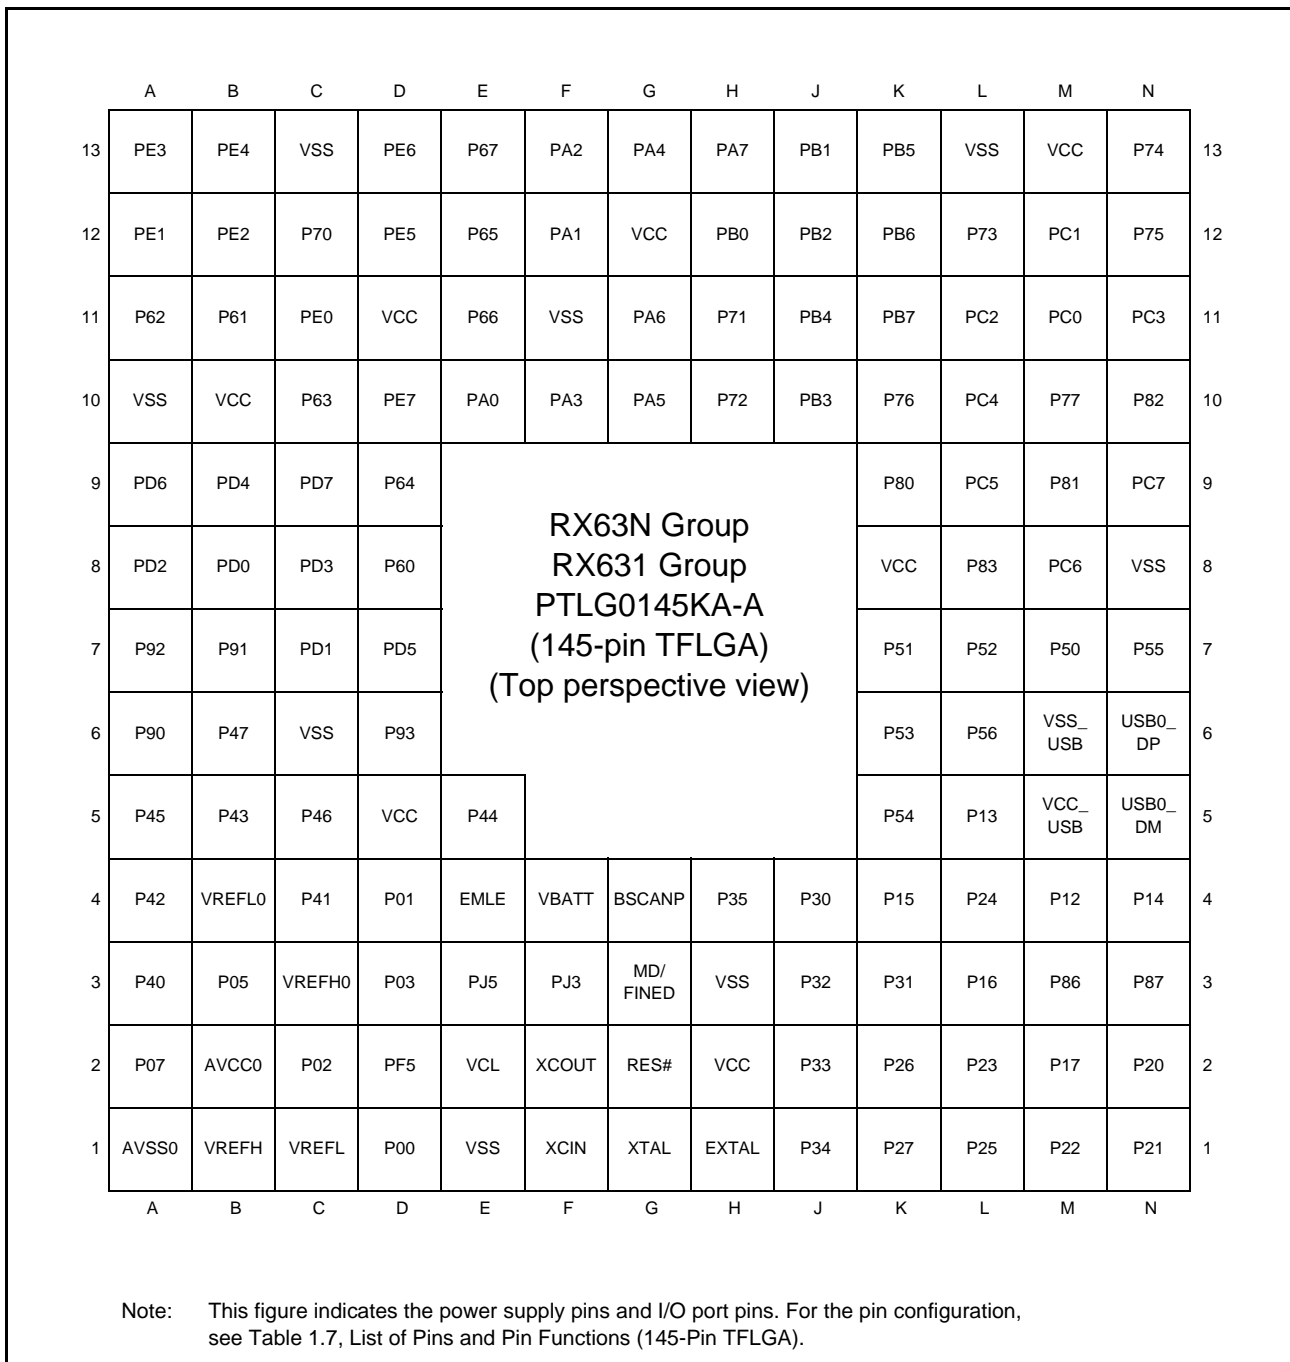 A B C D E F G H J K L M N
13 PE3 PE4 VSS PE6 P67 PA2 PA4 PA7 PB1 PB5 VSS VCC P74 13
12 PE1 PE2 P70 PE5 P65 PA1 VCC PB0 PB2 PB6 P73 PC1 P75 12
11 P62 P61 PE0 VCC P66 VSS PA6 P71 PB4 PB7 PC2 PC0 PC3 11
10 VSS VCC P63 PE7 PA0 PA3 PA5 P72 PB3 P76 PC4 P77 P82 10
9 PD6 PD4 PD7 P64 P80 PC5 P81 PC7 9
RX63N Group
8 PD2 PD0 PD3 P60 RX631 Group VCC P83 PC6 VSS 8
PTLG0145KA-A
7 P92 P91 PD1 PD5 (145-pin TFLGA) P51 P52 P50 P55 7
(Top perspective view)
6 P90 P47 VSS P93 P53 P56 VSS_ USB0_ 6
USB DP
5 P45 P43 P46 VCC P44 P54 P13 VCC_ USB0_ 5
USB DM
4 P42 VREFL0 P41 P01 EMLE VBATT BSCANP P35 P30 P15 P24 P12 P14 4
3 P40 P05 VREFH0 P03 PJ5 PJ3 MD/ VSS P32 P31 P16 P86 P87 3
FINED
2 P07 AVCC0 P02 PF5 VCL XCOUT RES# VCC P33 P26 P23 P17 P20 2
1 AVSS0 VREFH VREFL P00 VSS XCIN XTAL EXTAL P34 P27 P25 P22 P21 1
A B C D E F G H J K L M N
Note: This figure indicates the power supply pins and I/O port pins. For the pin configuration,
see Table 1.7, List of Pins and Pin Functions (145-Pin TFLGA).